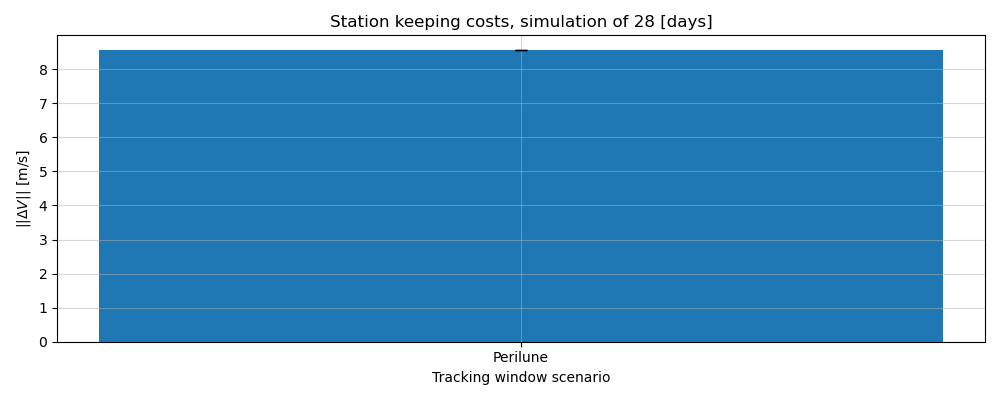 Station keeping costs, simulation of 28 [days]
||ΔV|| [m/s]
8
7
6
5
4
3
2
1
0
Perilune
Tracking window scenario